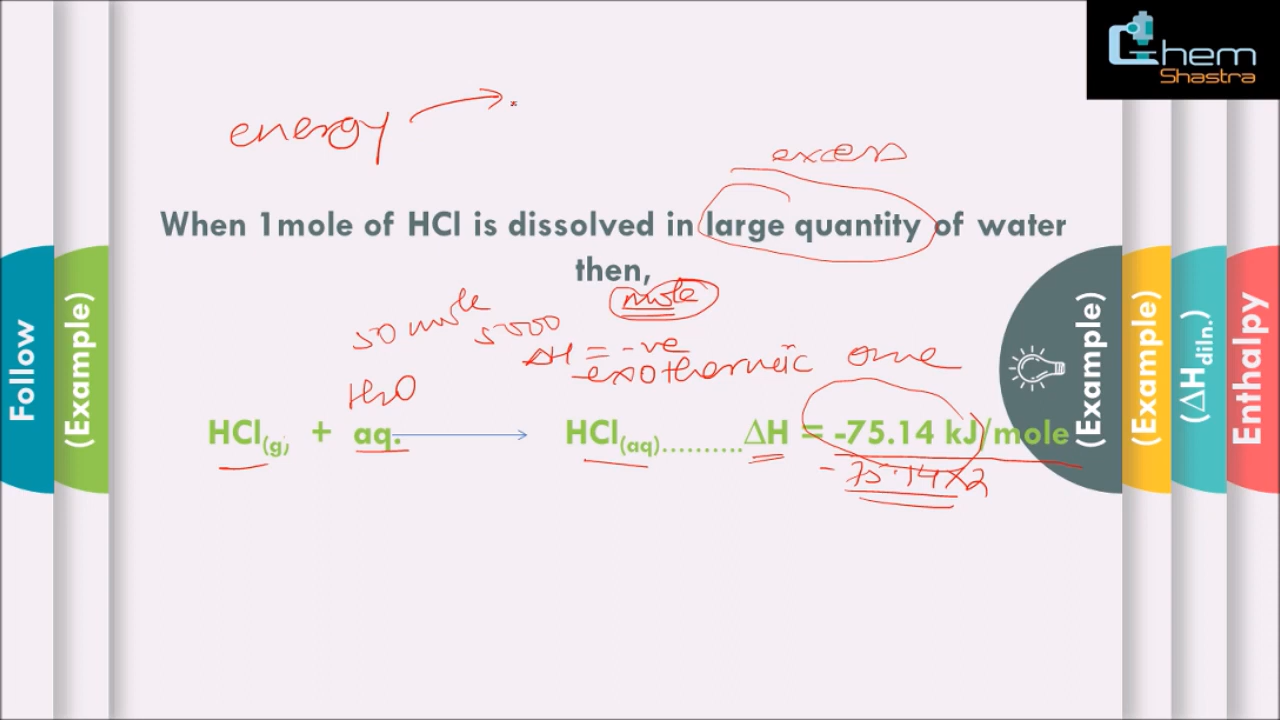 Chem
Shastra
energy
excess
When 1mole of HCl is dissolved in large quantity of water
then,
mole
50 mole
5000
ΔH = -ve
exothermic
one
H₂O
HCl(g) + aq. HCl(aq)..........ΔH = -75.14 kJ/mole
- 75.14x2
Follow
(Example)
(Example)
(Example)
(ΔHdiln.)
Enthalpy